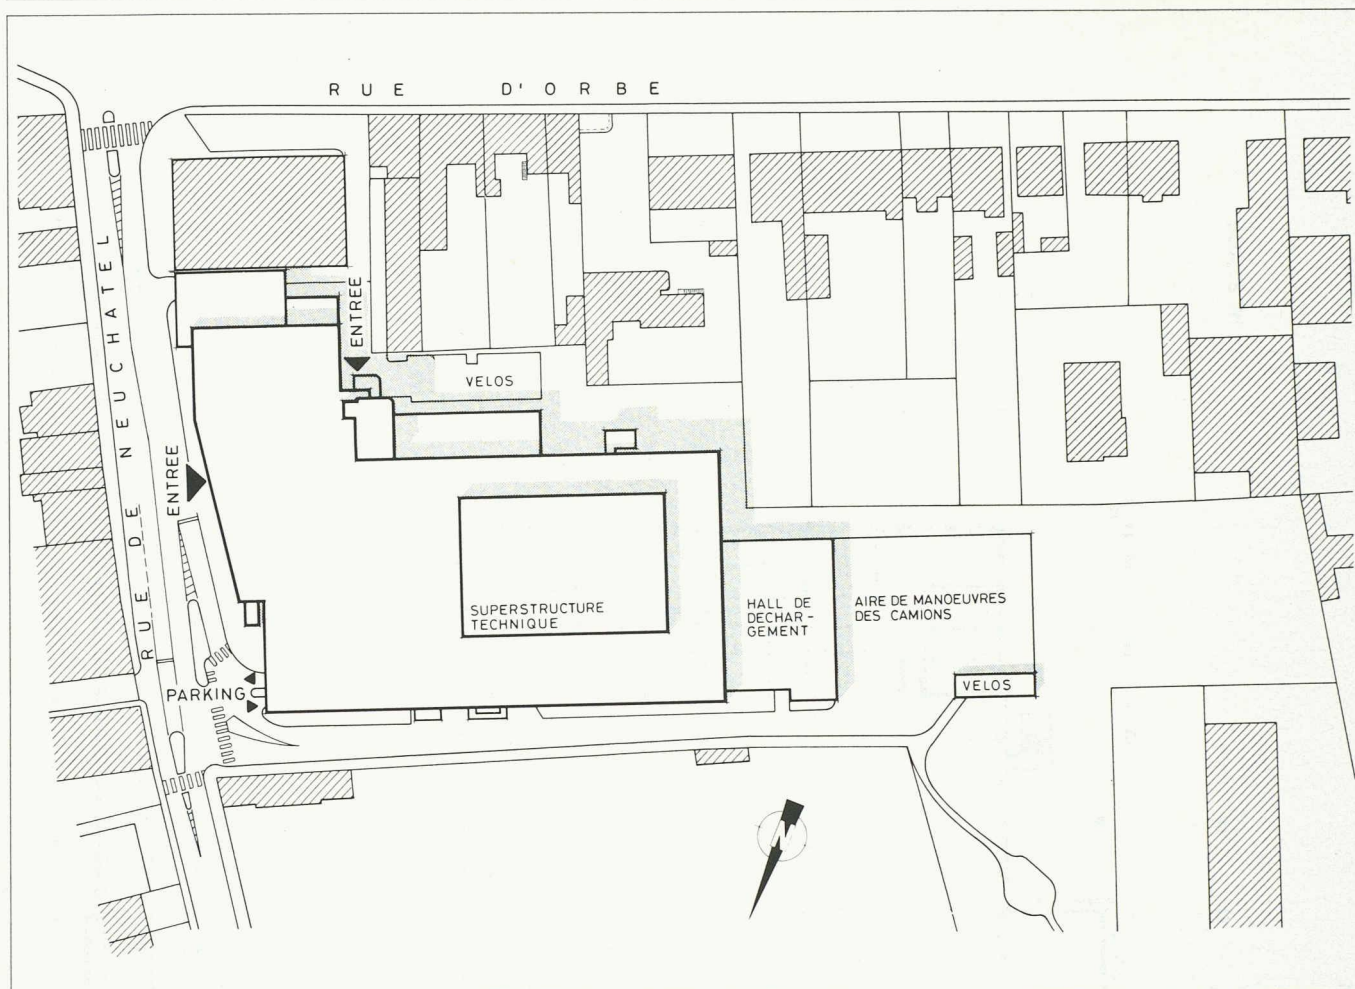 RUE D'ORBE
RUE DE NEUCHATEL
ENTREE
VELOS
ENTREE
SUPERSTRUCTURE
TECHNIQUE
HALL DE
DECHAR-
GEMENT
AIRE DE MANOEUVRES
DES CAMIONS
VELOS
PARKING
N